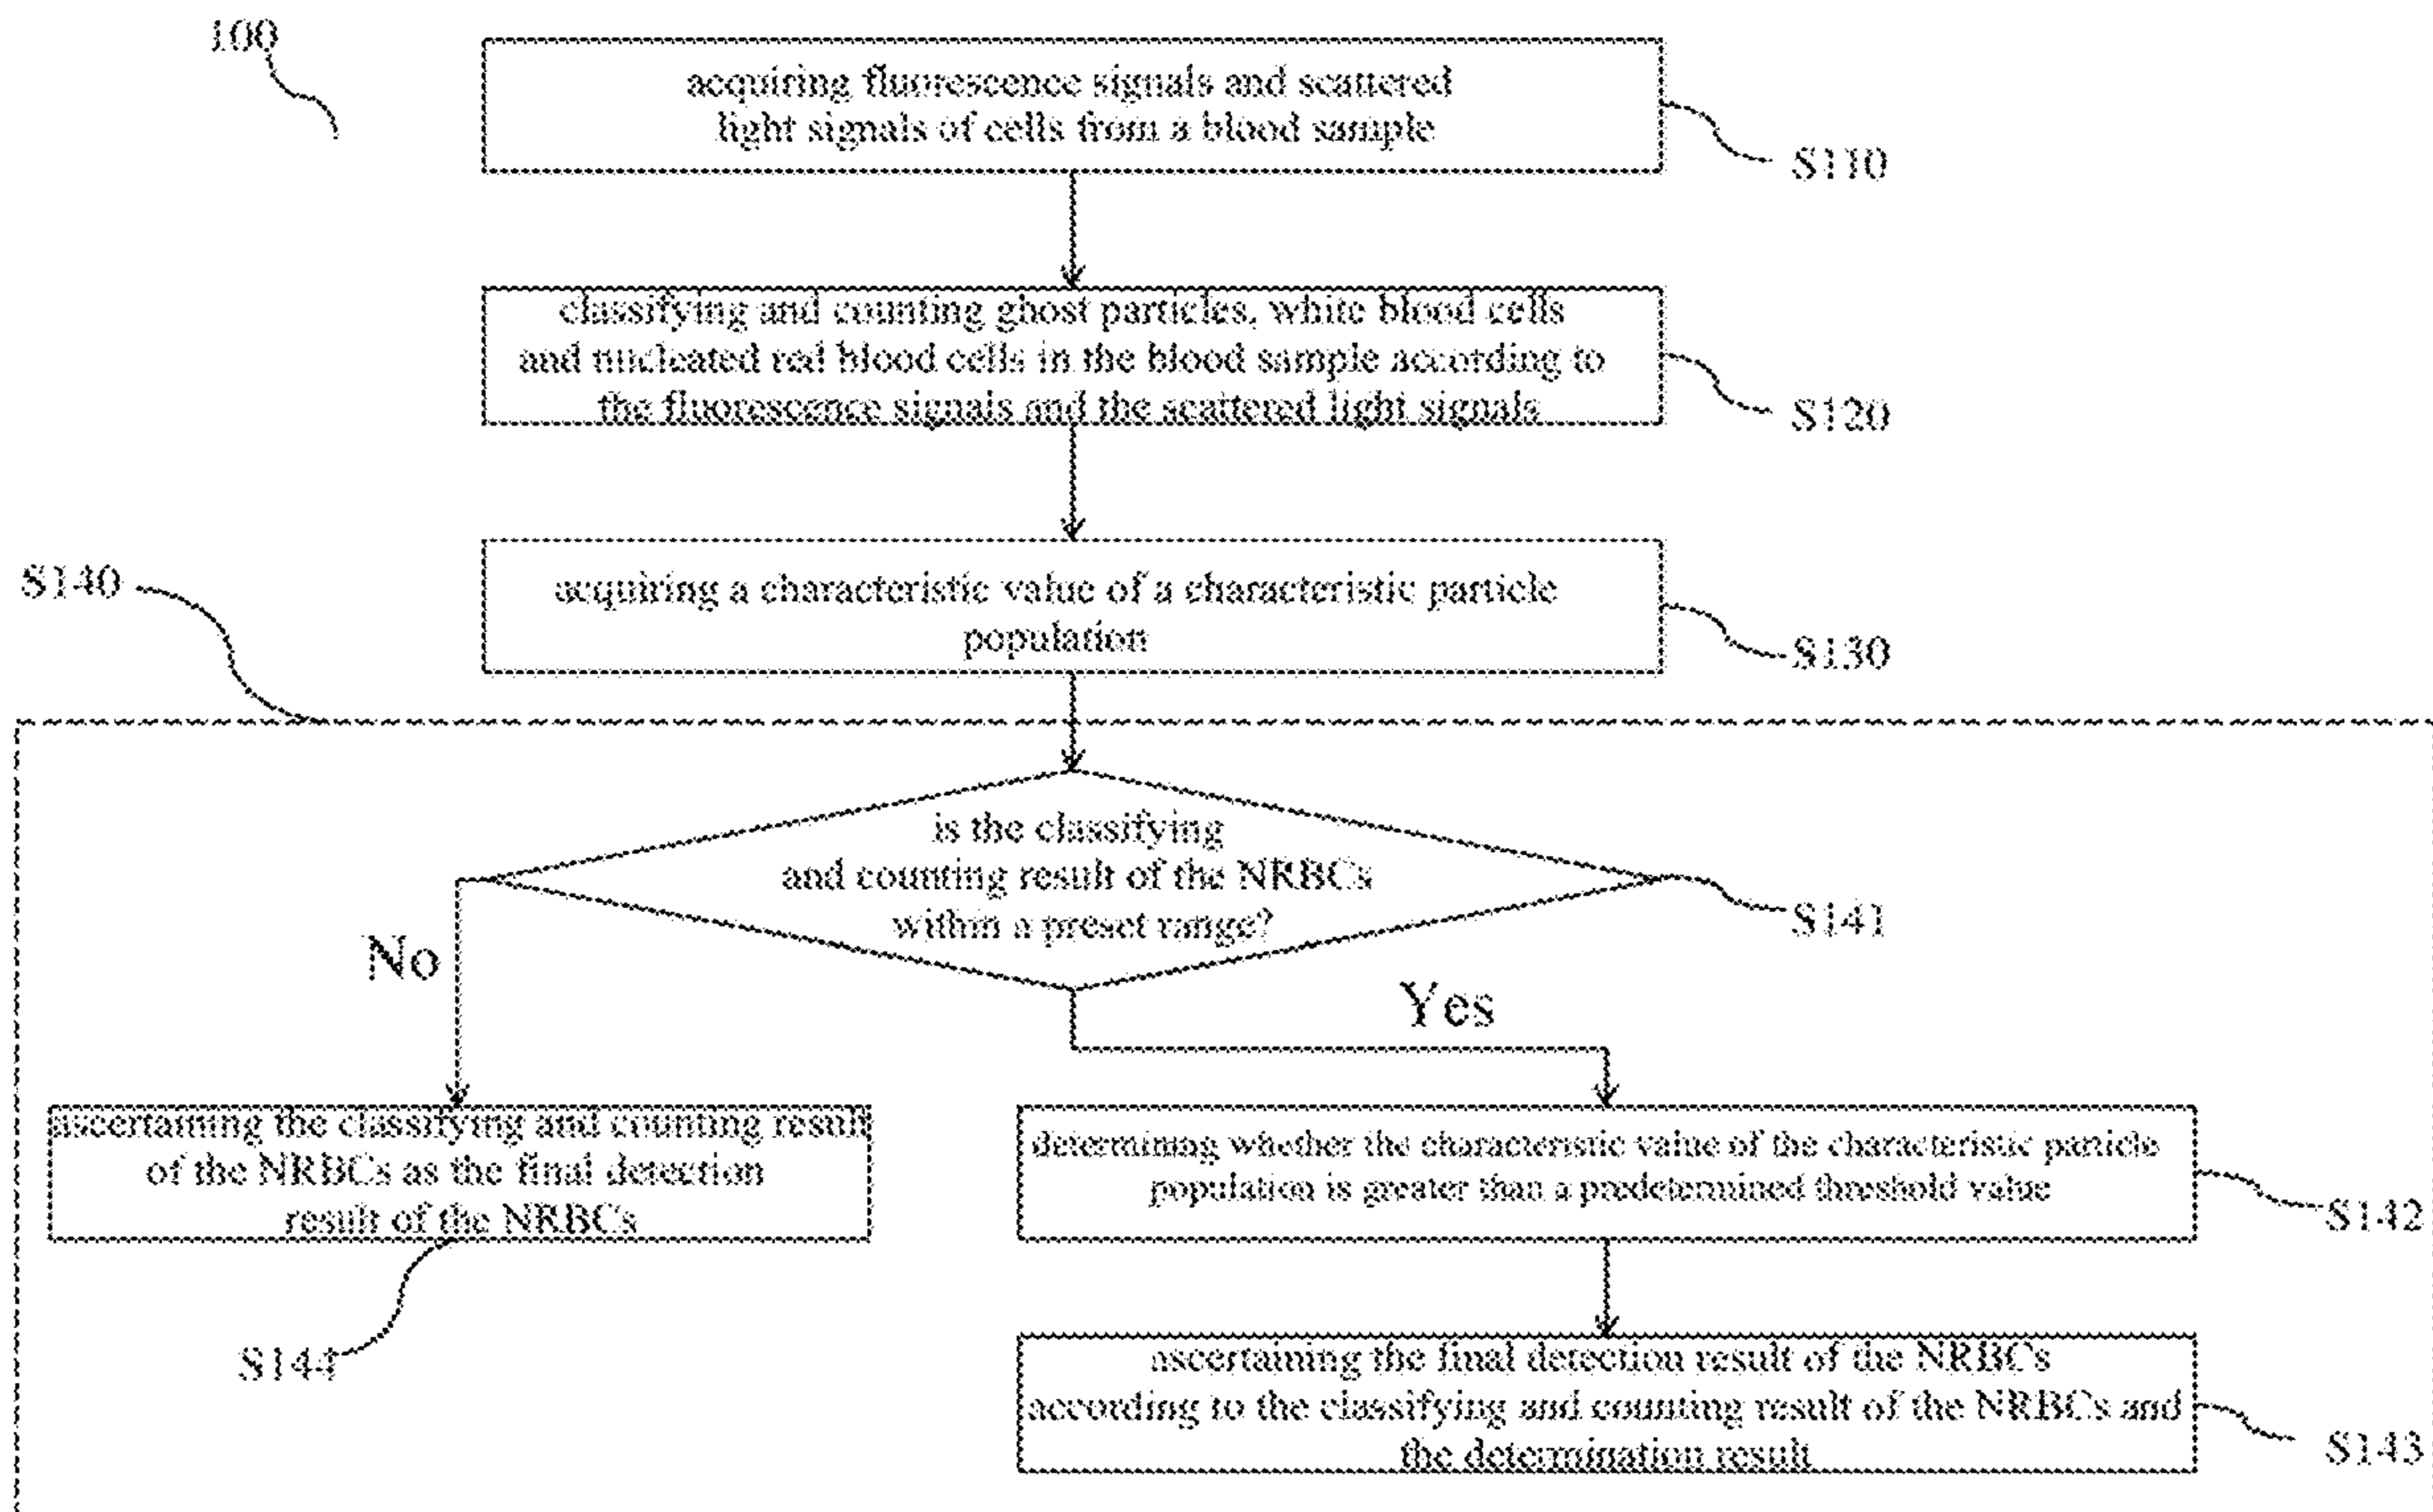 100
acquiring fluorescence signals and scattered
light signals of cells from a blood sample
S110
classifying and counting ghost particles, white blood cells
and nucleated red blood cells in the blood sample according to
the fluorescence signals and the scattered light signals
S120
S140
acquiring a characteristic value of a characteristic particle
population
S130
is the classifying
and counting result of the NRBCs
within a preset range?
S141
No
Yes
ascertaining the classifying and counting result
of the NRBCs as the final detection
result of the NRBCs
S144
determining whether the characteristic value of the characteristic particle
population is greater than a predetermined threshold value
S142
ascertaining the final detection result of the NRBCs
according to the classifying and counting result of the NRBCs and
the determination result
S143